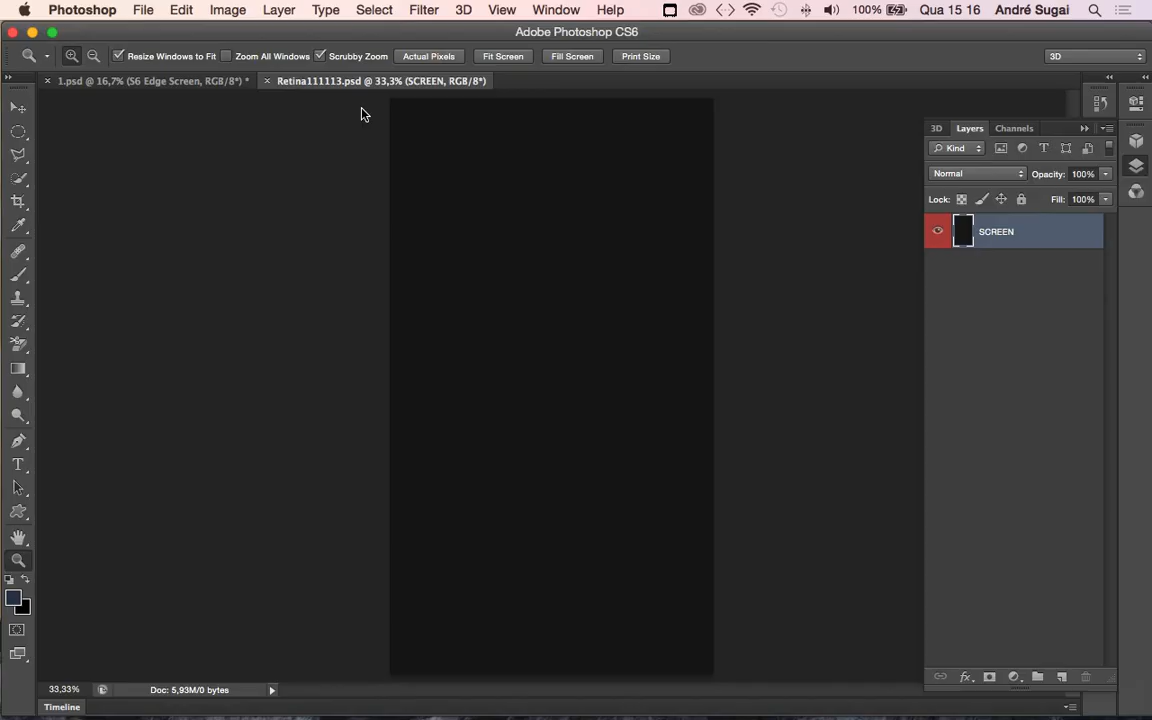 Photoshop File Edit Image Layer Type Select Filter 3D View Window Help 100% Qua 15 16 André Sugai
Adobe Photoshop CS6
Resize Windows to Fit Zoom All Windows Scrubby Zoom Actual Pixels Fit Screen Fill Screen Print Size 3D
1.psd @ 16,7% (S6 Edge Screen, RGB/8*) * Retina111113.psd @ 33,3% (SCREEN, RGB/8*)
3D Layers Channels
Kind
Normal Opacity: 100%
Lock: Fill: 100%
SCREEN
33,33% Doc: 5,93M/0 bytes
Timeline